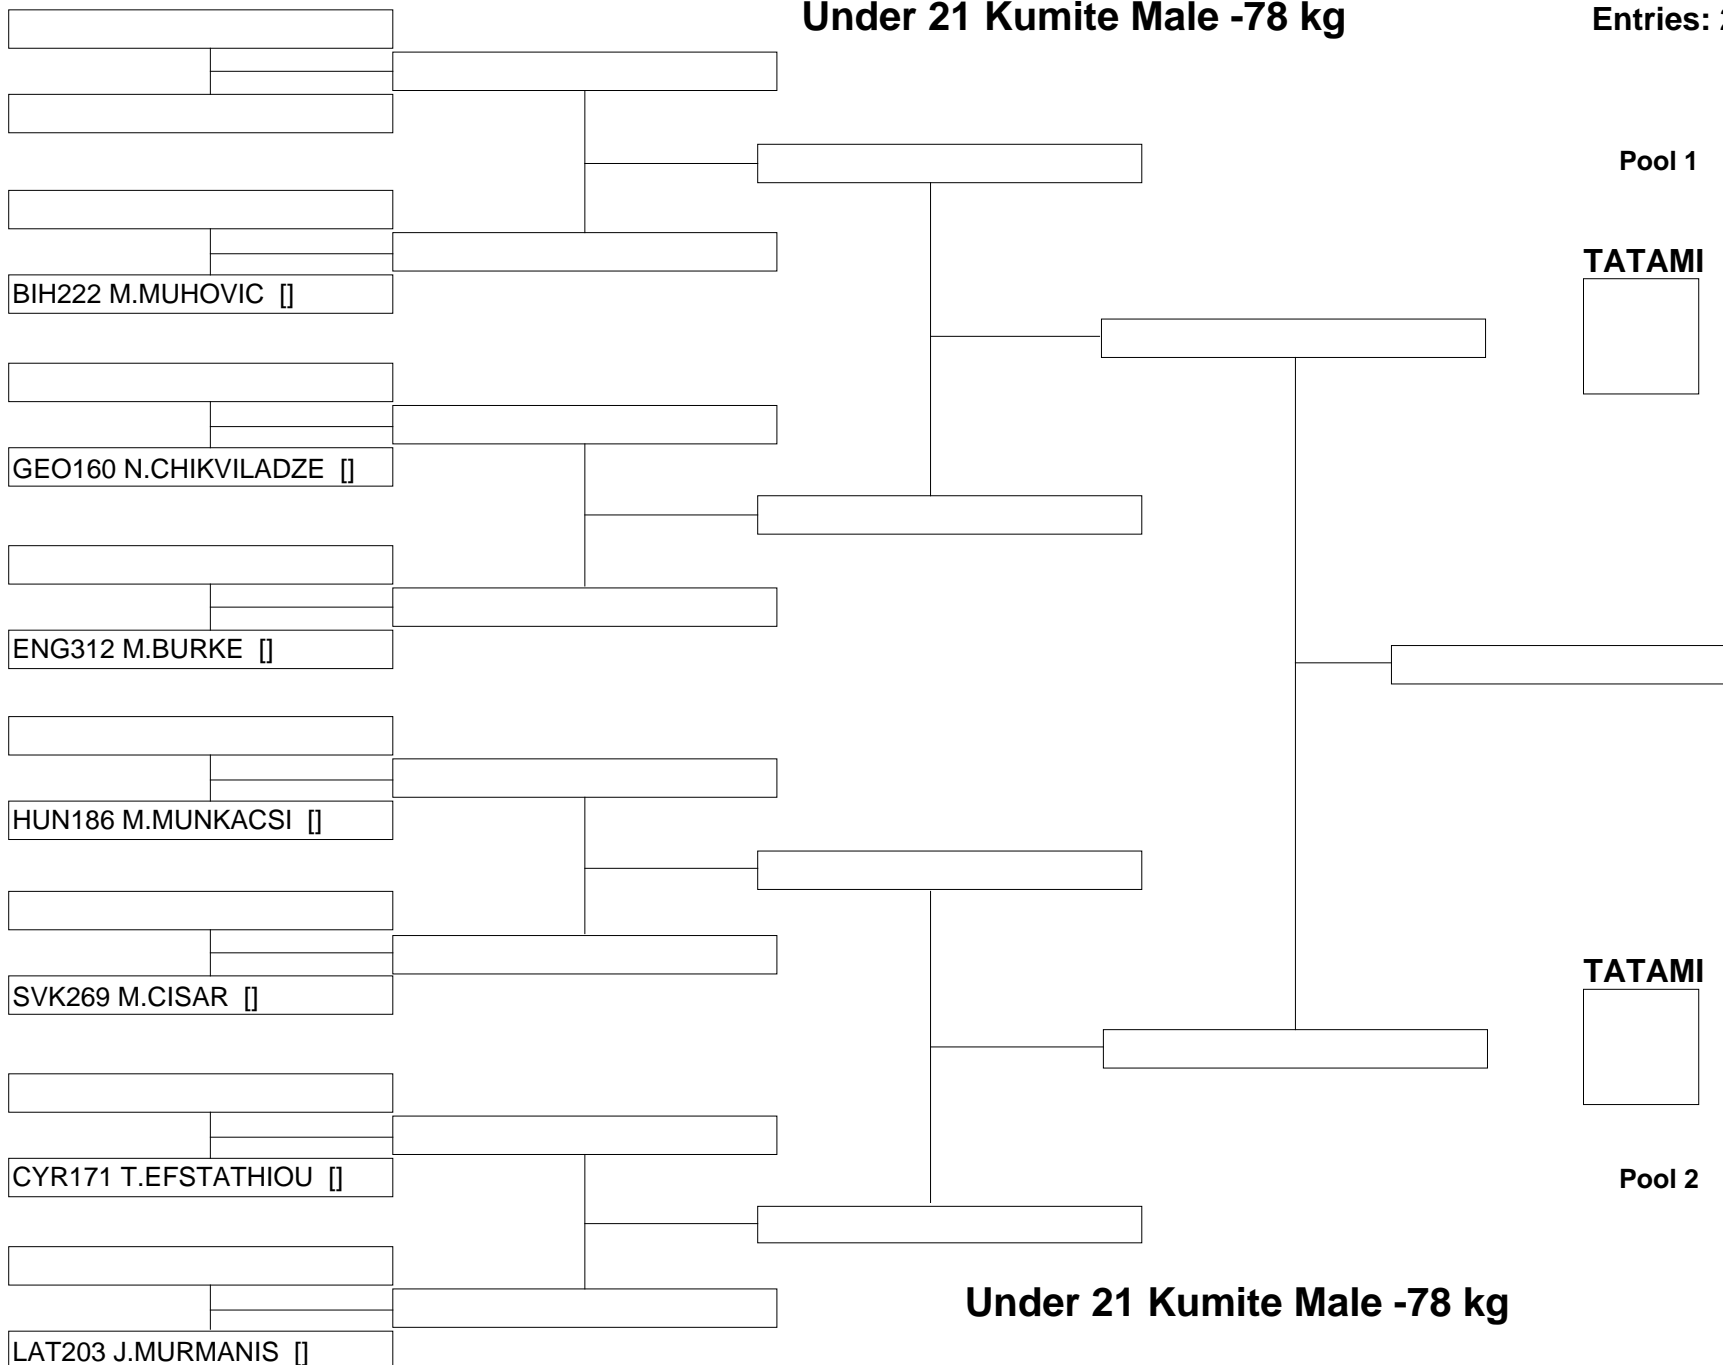 Under 21 Kumite Male -78 kg
Entries: 2
Pool 1
TATAMI
BIH222 M.MUHOVIC []
GEO160 N.CHIKVILADZE []
ENG312 M.BURKE []
HUN186 M.MUNKACSI []
SVK269 M.CISAR []
TATAMI
CYR171 T.EFSTATHIOU []
Pool 2
Under 21 Kumite Male -78 kg
LAT203 J.MURMANIS []